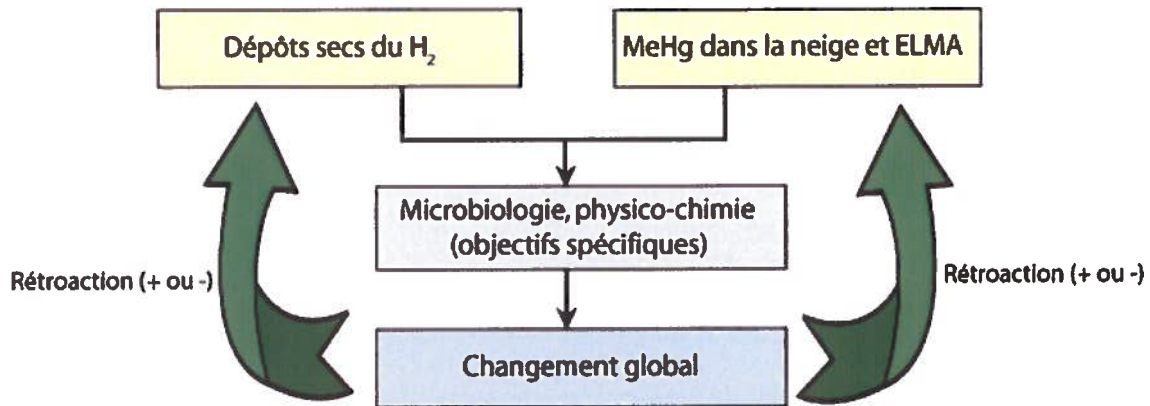 Dépôts secs du H₂
MeHg dans la neige et ELMA
Microbiologie, physico-chimie
(objectifs spécifiques)
Rétroaction (+ ou -)
Rétroaction (+ ou -)
Changement global